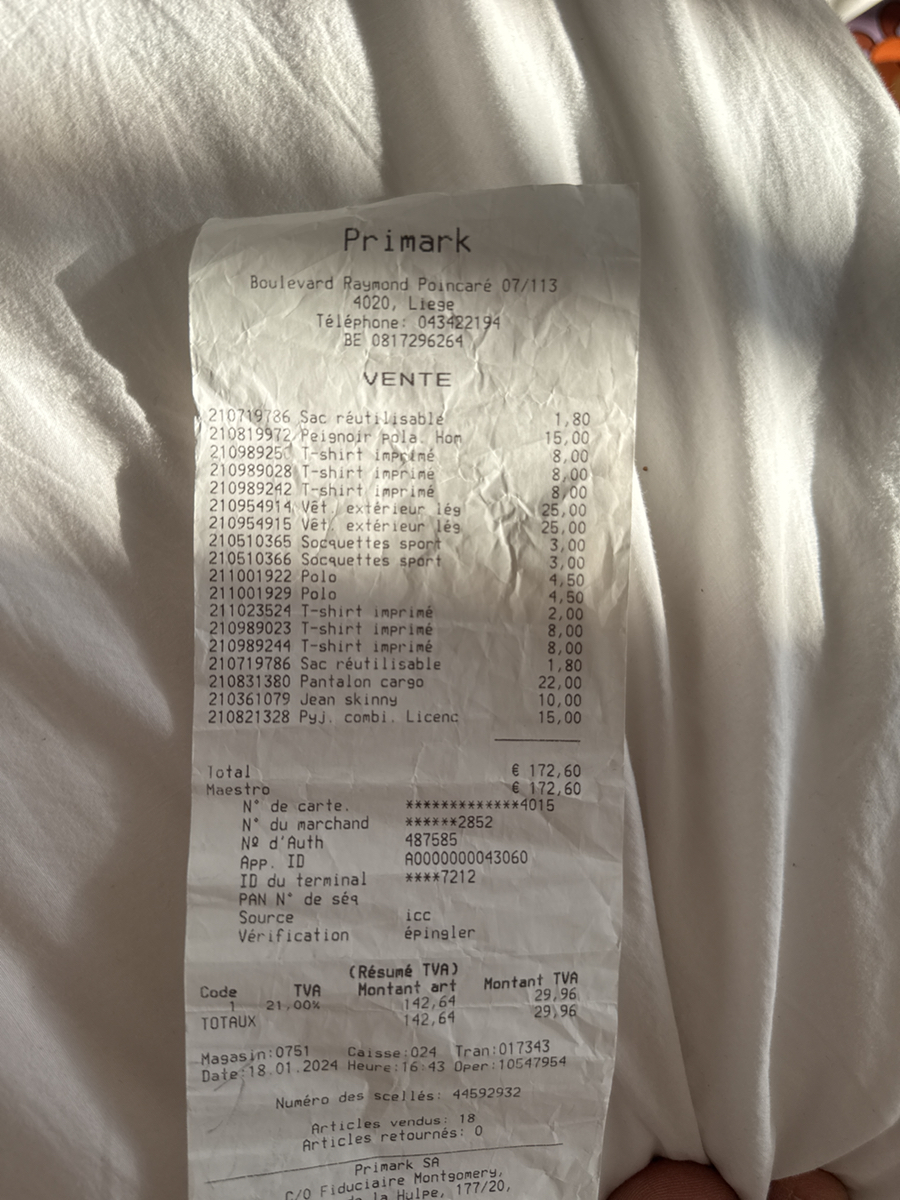 Primark
Boulevard Raymond Poincaré 07/113
4020, Liege
Téléphone: 043422194
BE 0817296264
VENTE
210719786 Sac réutilisable 1,80
210819972 Peignoir pola. Hom 15,00
T-shirt imprimé 8,00
210989028 T-shirt imprimé 8,00
210989242 T-shirt imprimé 8,00
210954914 Vêt. extérieur lég 25,00
210954915 Vêt. extérieur lég 25,00
210510365 Socquettes sport 3,00
210510366 Socquettes sport 3,00
211001922 Polo 4,50
211001929 Polo 4,50
211023524 T-shirt imprimé 2,00
210989023 T-shirt imprimé 8,00
210989244 T-shirt imprimé 8,00
210719786 Sac réutilisable 1,80
210831380 Pantalon cargo 22,00
210361079 Jean skinny 10,00
210821328 Pyj. combi. Licenc 15,00
Total € 172,60
Maestro € 172,60
N° de carte. *************4015
N° du marchand ******2852
Nº d'Auth 487585
App. ID A0000000043060
ID du terminal ****7212
PAN N° de séq
Source icc
Vérification épingler
(Résumé TVA)
Code TVA Montant art Montant TVA
1 21,00% 142,64 29,96
TOTAUX 142,64 29,96
Magasin:0751 Caisse:024 Tran:017343
Date:18.01.2024 Heure:16:43 Oper:10547954
Numéro des scellés: 44592932
Articles vendus: 18
Articles retournés: 0
Primark SA
C/O Fiduciaire Montgomery,
de la Hulpe, 177/20,